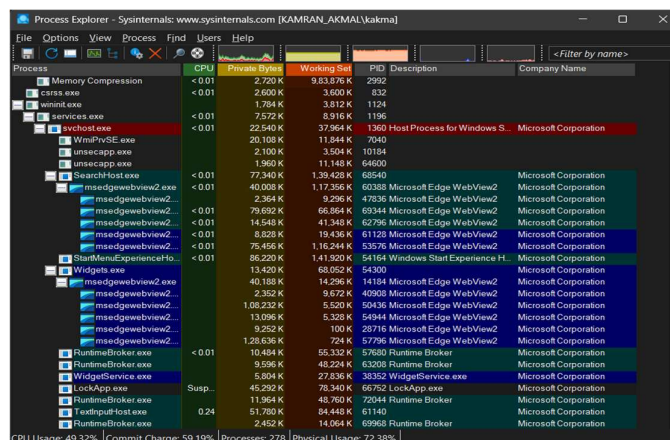 Process Explorer - Sysinternals: www.sysinternals.com [KAMRAN_AKMAL\kakma]
File Options View Process Find Users Help
<Filter by name>
Process CPU Private Bytes Working Set PID Description Company Name
Memory Compression < 0.01 2,720 K 9,83,876 K 2992
csrss.exe < 0.01 2,600 K 3,600 K 832
wininit.exe 1,784 K 3,812 K 1124
services.exe < 0.01 7,572 K 8,916 K 1196
svchost.exe < 0.01 22,540 K 37,964 K 1360 Host Process for Windows S... Microsoft Corporation
WmiPrvSE.exe 20,108 K 11,844 K 7040
unsecapp.exe 2,100 K 3,504 K 10184
unsecapp.exe 1,960 K 11,148 K 64600
SearchHost.exe < 0.01 77,340 K 1,39,428 K 68540 Microsoft Corporation
msedgewebview2.exe < 0.01 40,008 K 1,17,356 K 60388 Microsoft Edge WebView2 Microsoft Corporation
msedgewebview2.... 2,364 K 9,296 K 47836 Microsoft Edge WebView2 Microsoft Corporation
msedgewebview2.... < 0.01 79,692 K 66,864 K 69344 Microsoft Edge WebView2 Microsoft Corporation
msedgewebview2.... < 0.01 14,548 K 41,348 K 62796 Microsoft Edge WebView2 Microsoft Corporation
msedgewebview2.... < 0.01 8,828 K 19,436 K 61128 Microsoft Edge WebView2 Microsoft Corporation
msedgewebview2.... < 0.01 75,456 K 1,16,244 K 53576 Microsoft Edge WebView2 Microsoft Corporation
StartMenuExperienceHo... < 0.01 86,220 K 1,41,920 K 54164 Windows Start Experience H... Microsoft Corporation
Widgets.exe 13,420 K 68,052 K 54300 Microsoft Corporation
msedgewebview2.exe 40,188 K 14,296 K 14184 Microsoft Edge WebView2 Microsoft Corporation
msedgewebview2.... 2,352 K 9,672 K 40908 Microsoft Edge WebView2 Microsoft Corporation
msedgewebview2.... 1,08,232 K 5,520 K 50436 Microsoft Edge WebView2 Microsoft Corporation
msedgewebview2.... 13,096 K 5,328 K 54944 Microsoft Edge WebView2 Microsoft Corporation
msedgewebview2.... 9,252 K 100 K 28716 Microsoft Edge WebView2 Microsoft Corporation
msedgewebview2.... 1,28,636 K 724 K 57796 Microsoft Edge WebView2 Microsoft Corporation
RuntimeBroker.exe < 0.01 10,484 K 55,332 K 57680 Runtime Broker Microsoft Corporation
RuntimeBroker.exe 9,596 K 48,224 K 63208 Runtime Broker Microsoft Corporation
WidgetService.exe 5,804 K 27,836 K 38352 WidgetService.exe Microsoft Corporation
LockApp.exe Susp... 45,292 K 78,340 K 66752 LockApp.exe Microsoft Corporation
RuntimeBroker.exe 11,964 K 48,760 K 72044 Runtime Broker Microsoft Corporation
TextInputHost.exe 0.24 51,780 K 84,448 K 61140 Microsoft Corporation
RuntimeBroker.exe 2,452 K 14,064 K 69968 Runtime Broker Microsoft Corporation
CPU Usage: 49.32% Commit Charge: 59.19% Processes: 278 Physical Usage: 72.38%